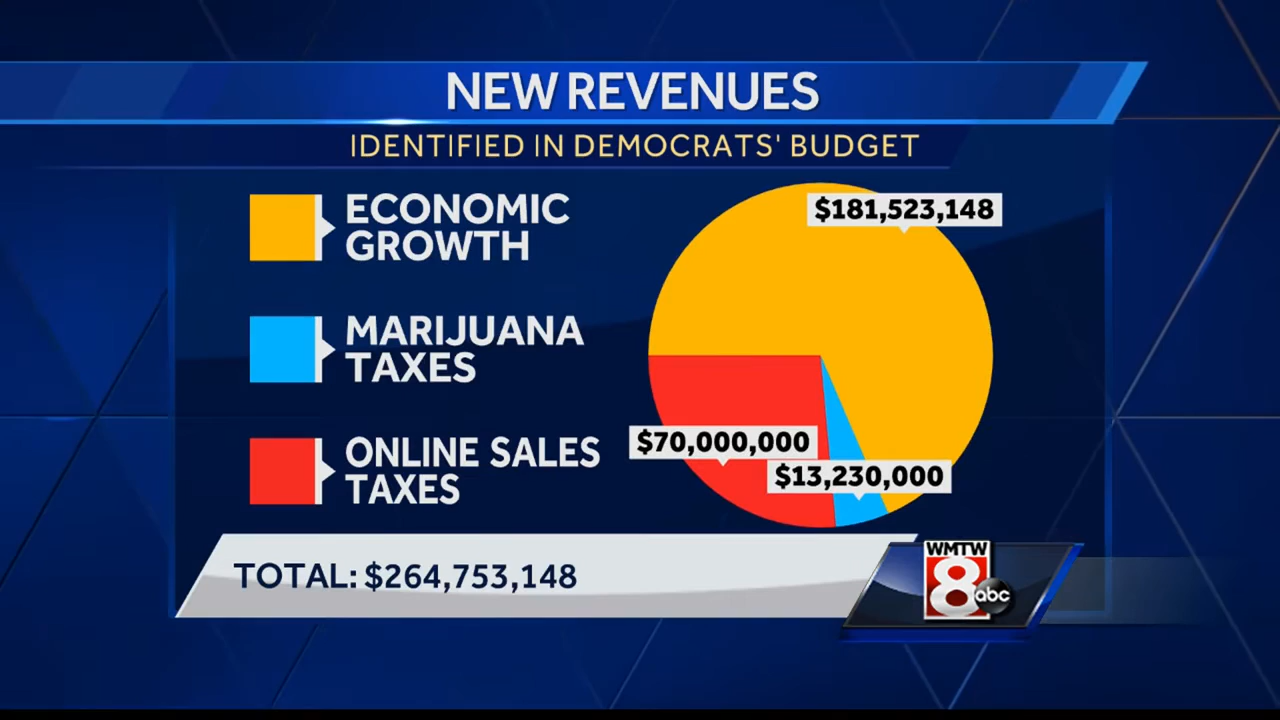 NEW REVENUES
IDENTIFIED IN DEMOCRATS' BUDGET
ECONOMIC
GROWTH
MARIJUANA
TAXES
ONLINE SALES
TAXES
$181,523,148
$70,000,000
$13,230,000
TOTAL: $264,753,148
WMTW
8
abc